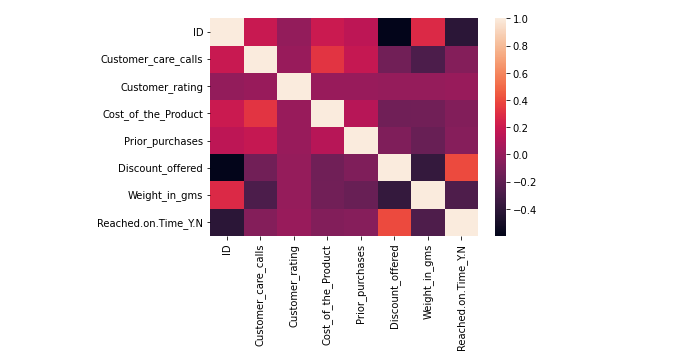 ID
Customer_care_calls
Customer_rating
Cost_of_the_Product
Prior_purchases
Discount_offered
Weight_in_gms
Reached.on.Time_Y.N
ID
Customer_care_calls
Customer_rating
Cost_of_the_Product
Prior_purchases
Discount_offered
Weight_in_gms
Reached.on.Time_Y.N
1.0
0.8
0.6
0.4
0.2
0.0
−0.2
−0.4